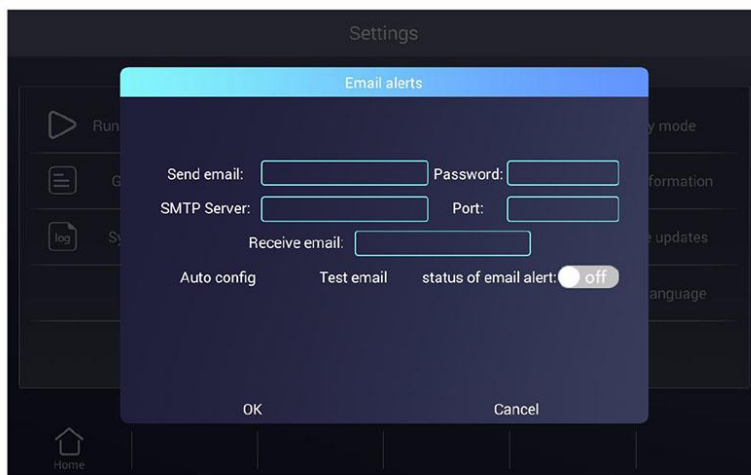 Settings
Email alerts
Run
y mode
Send email:
Password:
G
formation
SMTP Server:
Port:
log
Sy
e updates
Receive email:
Auto config
Test email
status of email alert:
off
anguage
OK
Cancel
Home